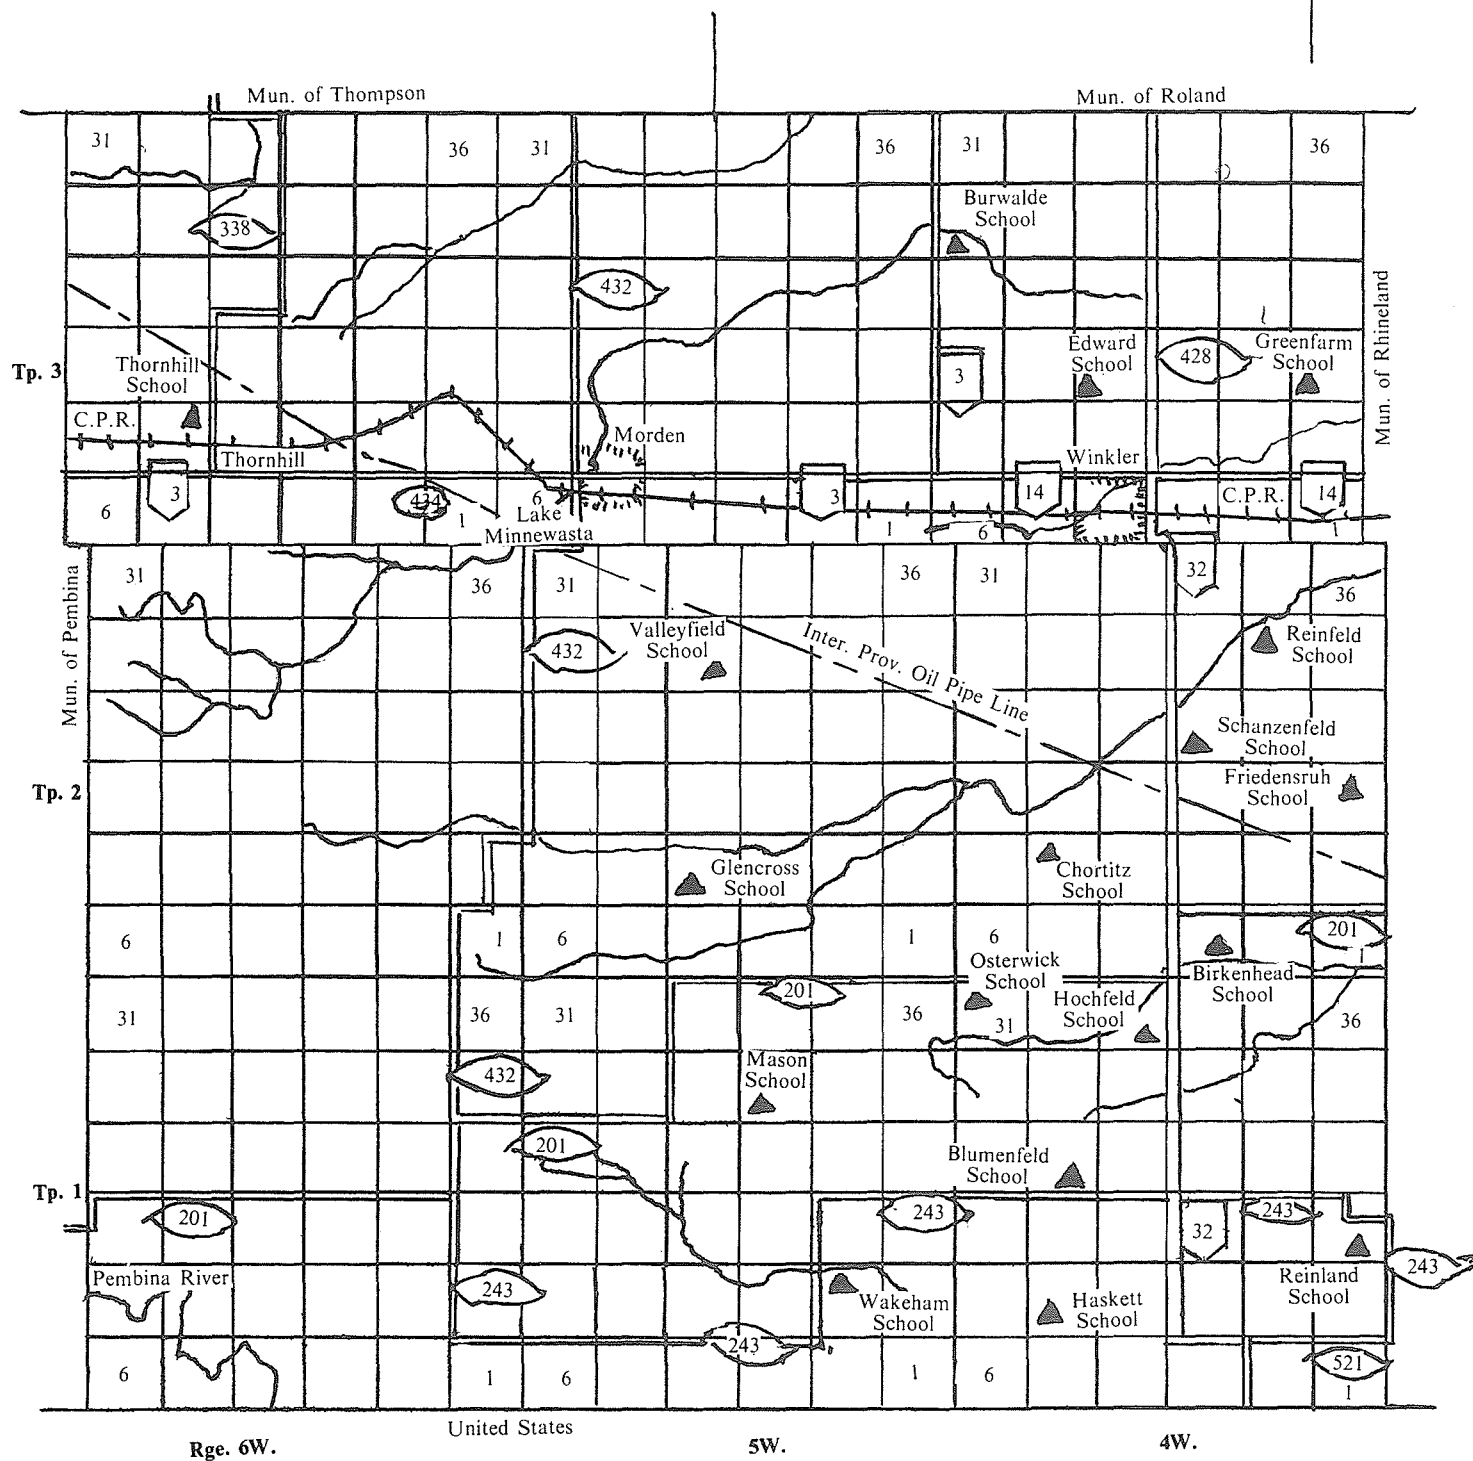 Mun. of Thompson
Mun. of Roland
31
36
31
36
31
36
Burwalde
School
338
432
Mun. of Rhineland
Tp. 3
Thornhill
School
3
Edward
School
428
Greenfarm
School
C.P.R.
Thornhill
Morden
Winkler
3
434
6
3
14
C.P.R.
14
6
1
Lake
Minnewasta
1
6
1
Mun. of Pembina
31
36
31
36
31
32
36
432
Valleyfield
School
Inter. Prov. Oil Pipe Line
Reinfeld
School
Schanzenfeld
School
Tp. 2
Friedensruh
School
Glencross
School
Chortitz
School
6
1
6
1
6
201
Osterwick
School
Birkenhead
School
201
Hochfeld
School
31
36
31
36
31
36
432
Mason
School
201
Blumenfeld
School
Tp. 1
201
243
32
243
Pembina River
243
Wakeham
School
Haskett
School
Reinland
School
243
243
6
1
6
1
6
521
1
United States
Rge. 6W.
5W.
4W.